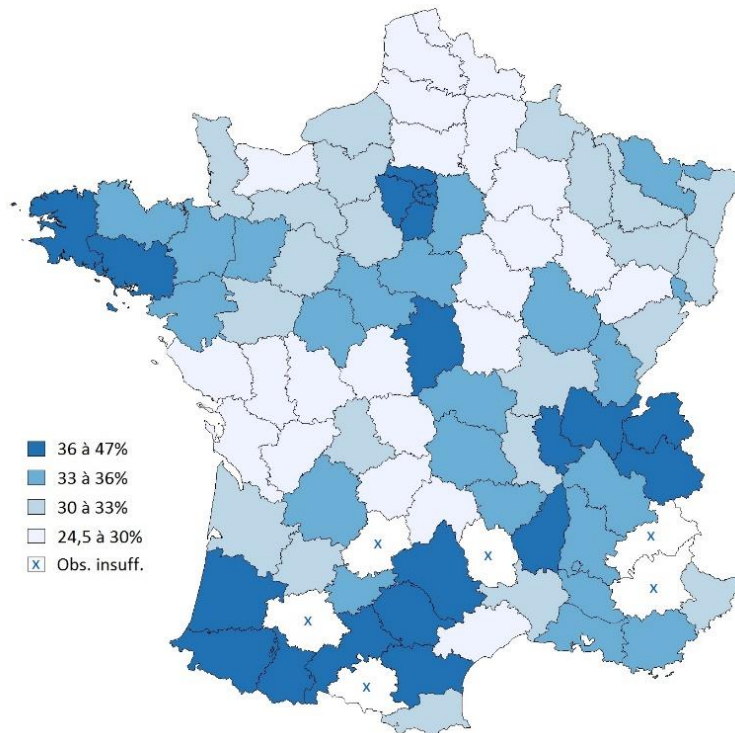 36 à 47%
33 à 36%
30 à 33%
24,5 à 30%
x Obs. insuff.
x
x
x
x
x
x